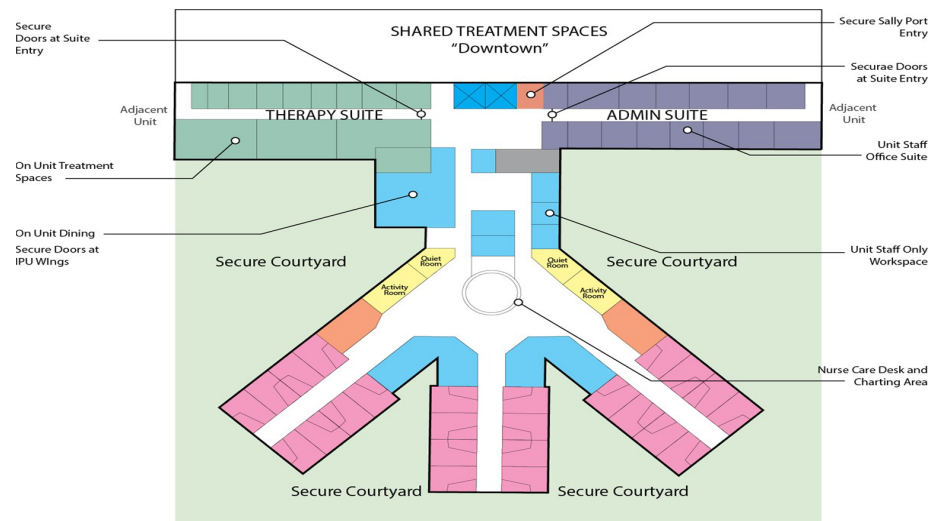 Secure
Doors at Suite
Entry
SHARED TREATMENT SPACES
“Downtown”
Secure Sally Port
Entry
Securae Doors
at Suite Entry
Adjacent
Unit
THERAPY SUITE
ADMIN SUITE
Adjacent
Unit
On Unit Treatment
Spaces
Unit Staff
Office Suite
On Unit Dining
Secure Doors at
IPU WIngs
Secure Courtyard
Quiet
Room
Activity
Room
Quiet
Room
Activity
Room
Secure Courtyard
Unit Staff Only
Workspace
Nurse Care Desk and
Charting Area
Secure Courtyard
Secure Courtyard